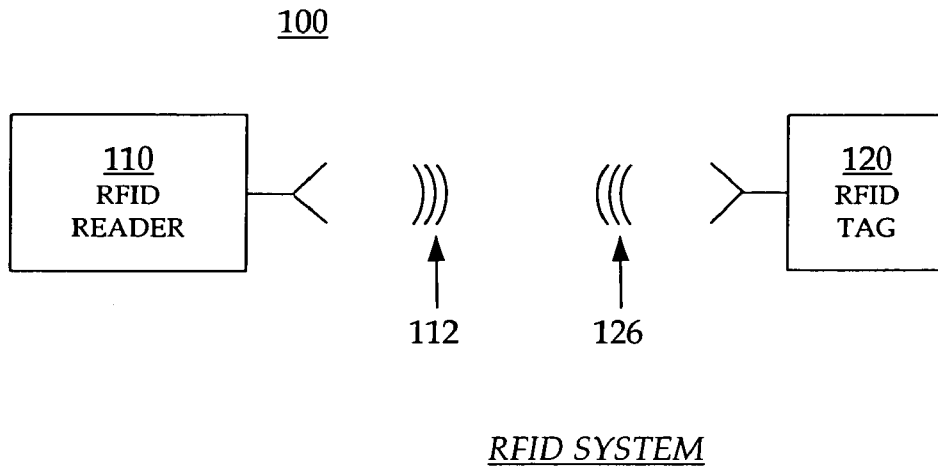 100
110
RFID
READER
120
RFID
TAG
112
126
RFID SYSTEM